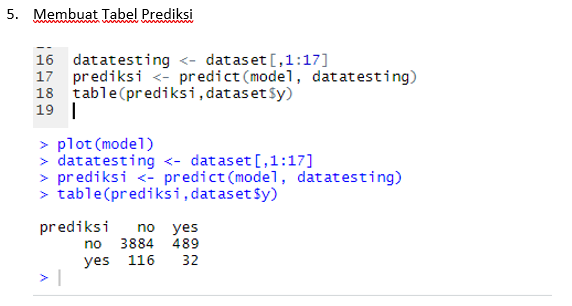 5. Membuat Tabel Prediksi
16 datatesting <- dataset[,1:17]
17 prediksi <- predict(model, datatesting)
18 table(prediksi,dataset$y)
19
> plot(model)
> datatesting <- dataset[,1:17]
> prediksi <- predict(model, datatesting)
> table(prediksi,dataset$y)
prediksi no yes
no 3884 489
yes 116 32
>